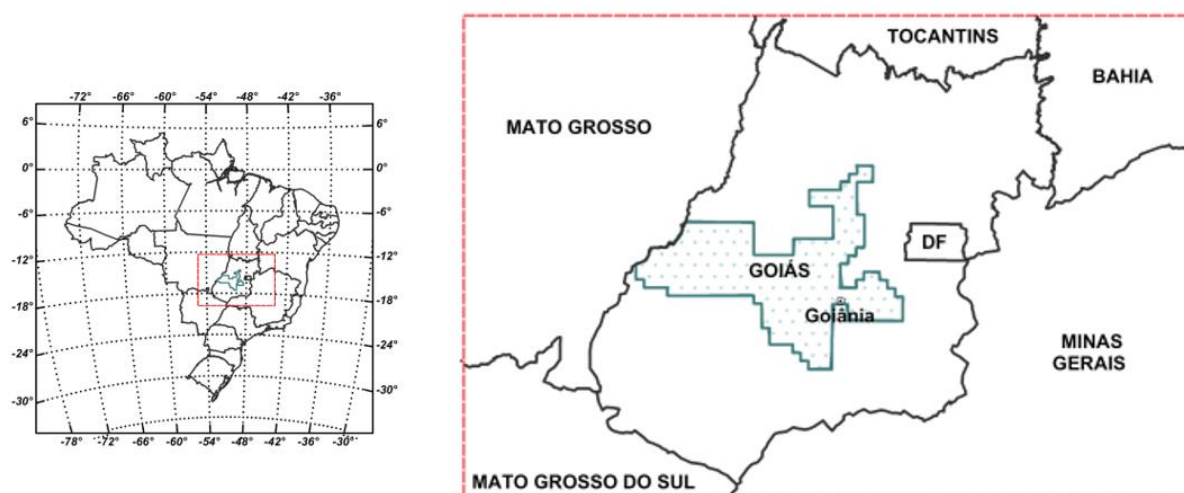 -72° -66° -60° -54° -48° -42° -36°
6° 6°
0° 0°
-6° -6°
-12° -12°
-18° -18°
-24° -24°
-30° -30°
-78° -72° -66° -60° -54° -48° -42° -36° -30°
TOCANTINS
BAHIA
MATO GROSSO
DF
GOIÁS
Goiânia
MINAS
GERAIS
MATO GROSSO DO SUL